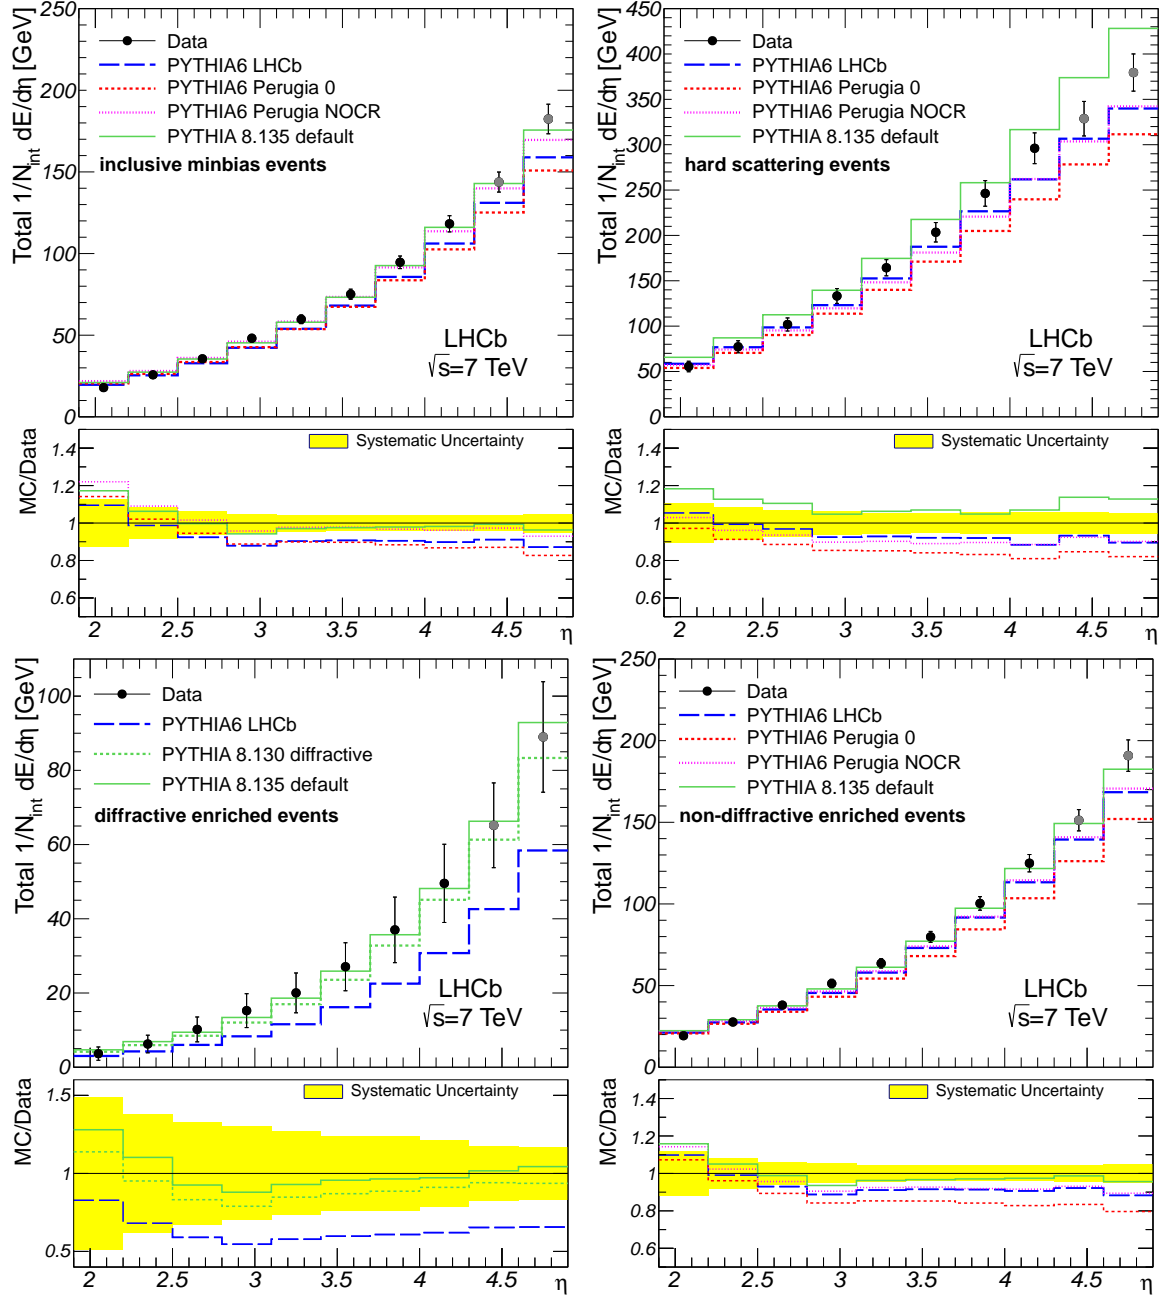 Total 1/N_int dE/dη [GeV]
250
200
150
100
50
0
Data
PYTHIA6 LHCb
PYTHIA6 Perugia 0
PYTHIA6 Perugia NOCR
PYTHIA 8.135 default
inclusive minbias events
LHCb
√s=7 TeV
MC/Data
1.4
1.2
1
0.8
0.6
Systematic Uncertainty
2 2.5 3 3.5 4 4.5 η
Total 1/N_int dE/dη [GeV]
450
400
350
300
250
200
150
100
50
0
Data
PYTHIA6 LHCb
PYTHIA6 Perugia 0
PYTHIA6 Perugia NOCR
PYTHIA 8.135 default
hard scattering events
LHCb
√s=7 TeV
MC/Data
1.4
1.2
1
0.8
0.6
Systematic Uncertainty
2 2.5 3 3.5 4 4.5 η
Total 1/N_int dE/dη [GeV]
100
80
60
40
20
0
Data
PYTHIA6 LHCb
PYTHIA 8.130 diffractive
PYTHIA 8.135 default
diffractive enriched events
LHCb
√s=7 TeV
MC/Data
1.5
1
0.5
Systematic Uncertainty
2 2.5 3 3.5 4 4.5 η
Total 1/N_int dE/dη [GeV]
250
200
150
100
50
0
Data
PYTHIA6 LHCb
PYTHIA6 Perugia 0
PYTHIA6 Perugia NOCR
PYTHIA 8.135 default
non-diffractive enriched events
LHCb
√s=7 TeV
MC/Data
1.4
1.2
1
0.8
0.6
Systematic Uncertainty
2 2.5 3 3.5 4 4.5 η